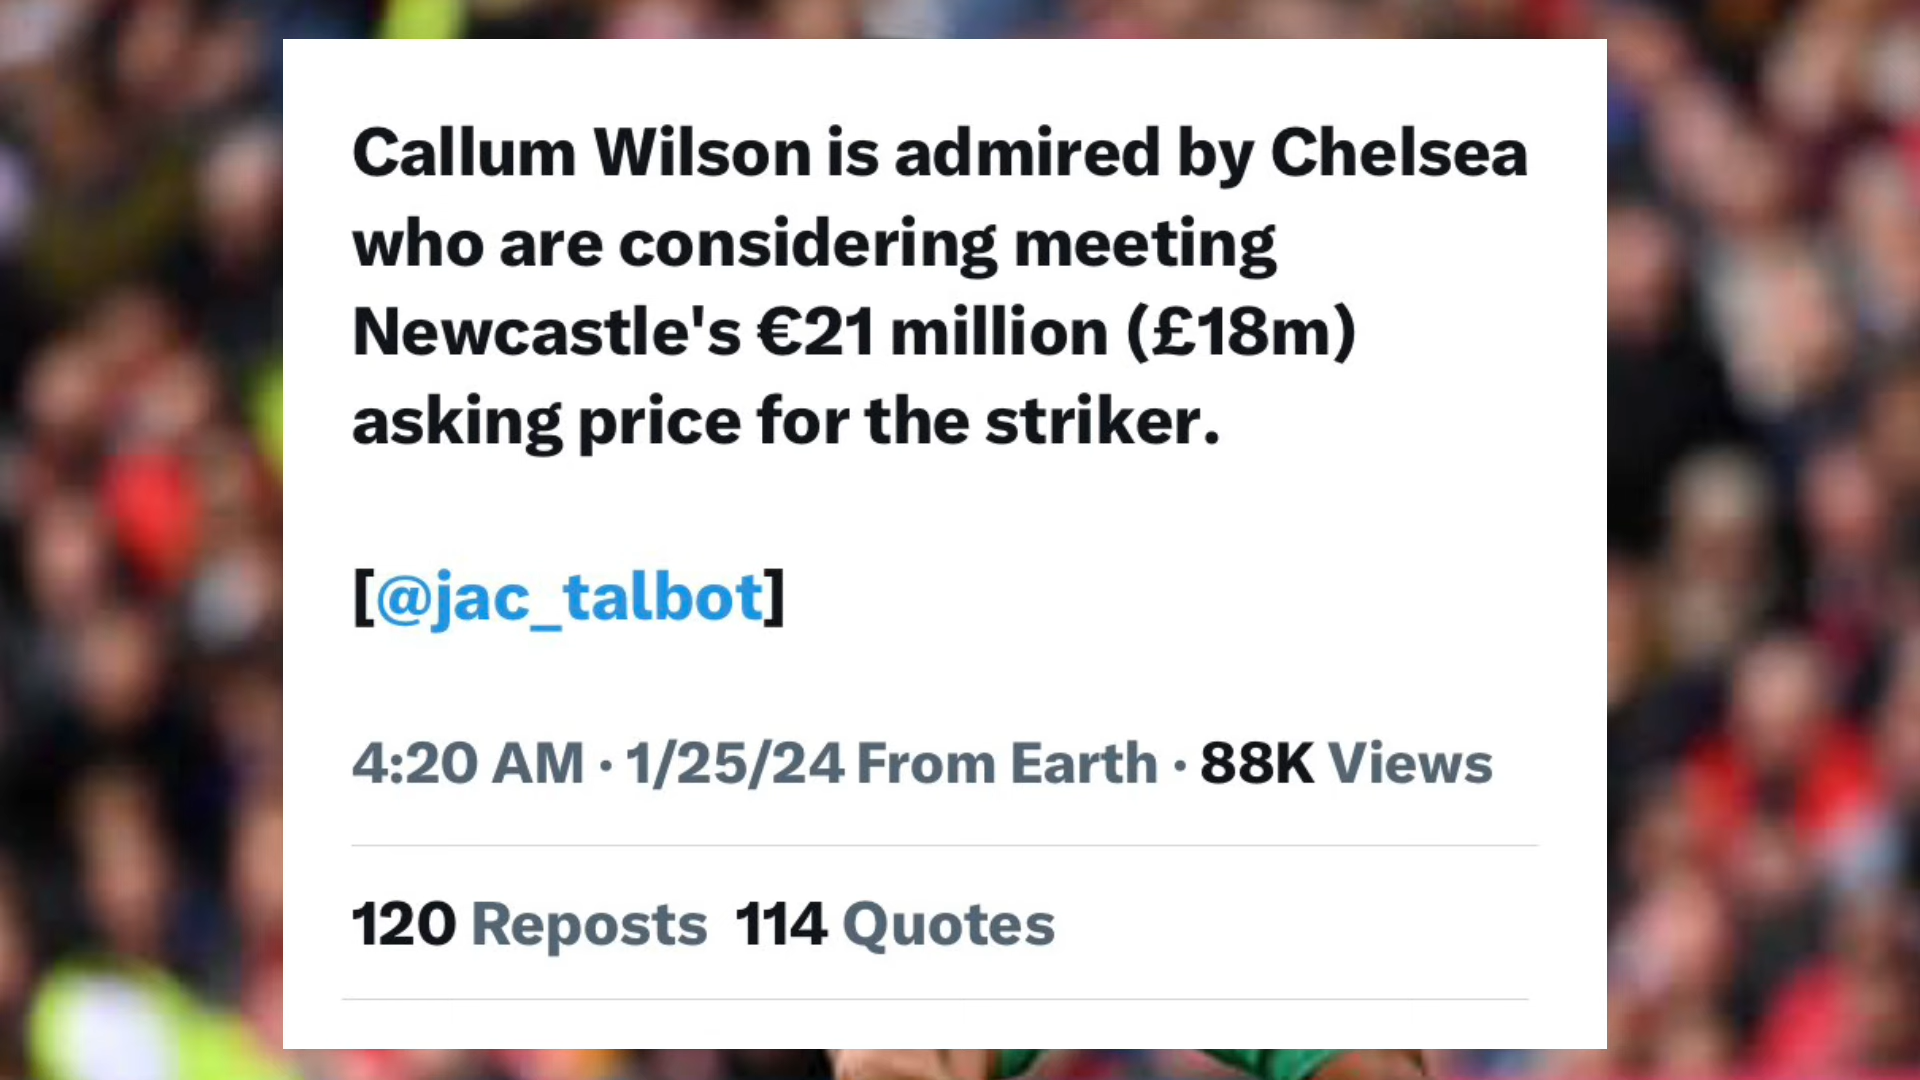 Callum Wilson is admired by Chelsea
who are considering meeting
Newcastle's €21 million (£18m)
asking price for the striker.
[@jac_talbot]
4:20 AM · 1/25/24 From Earth · 88K Views
120 Reposts 114 Quotes